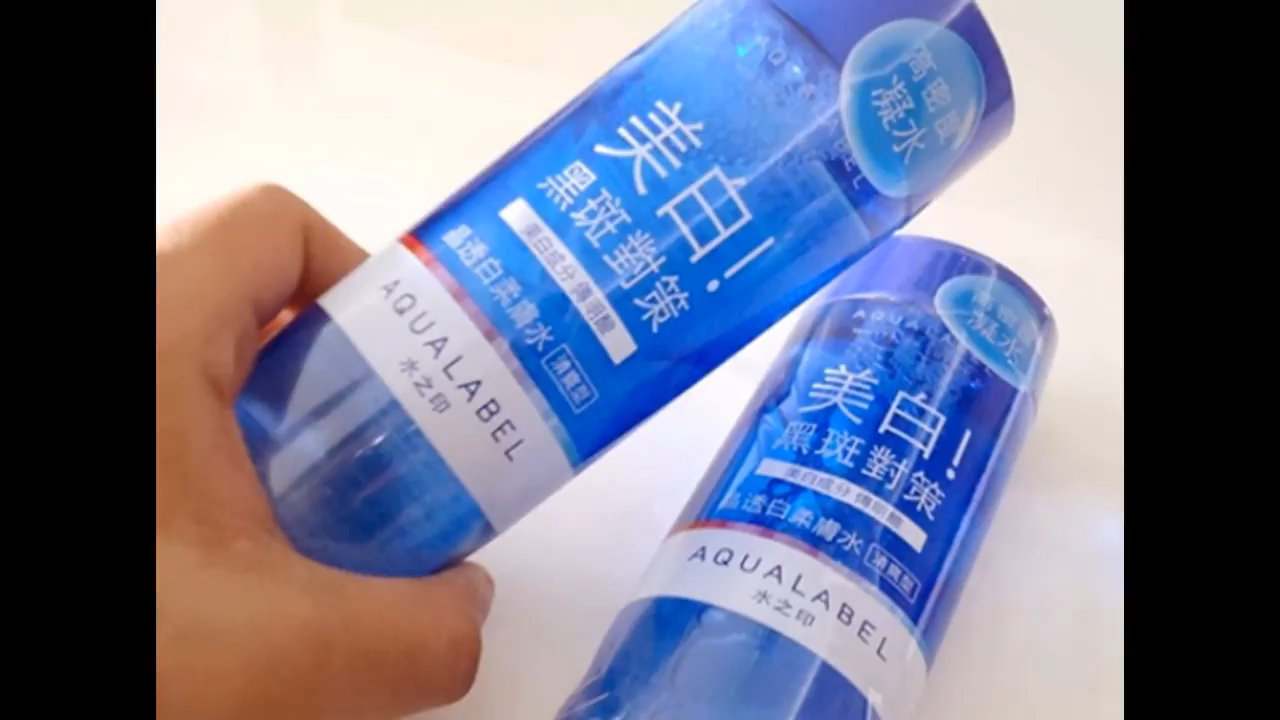 高密度
凝水
美白!
黑斑對策
美白成分 傳明酸
晶透白柔膚水 清爽型
AQUALABEL
水之印
AQUALABEL
凝水
美白!
黑斑對策
美白成分 傳明酸
晶透白柔膚水 清爽型
AQUALABEL
水之印